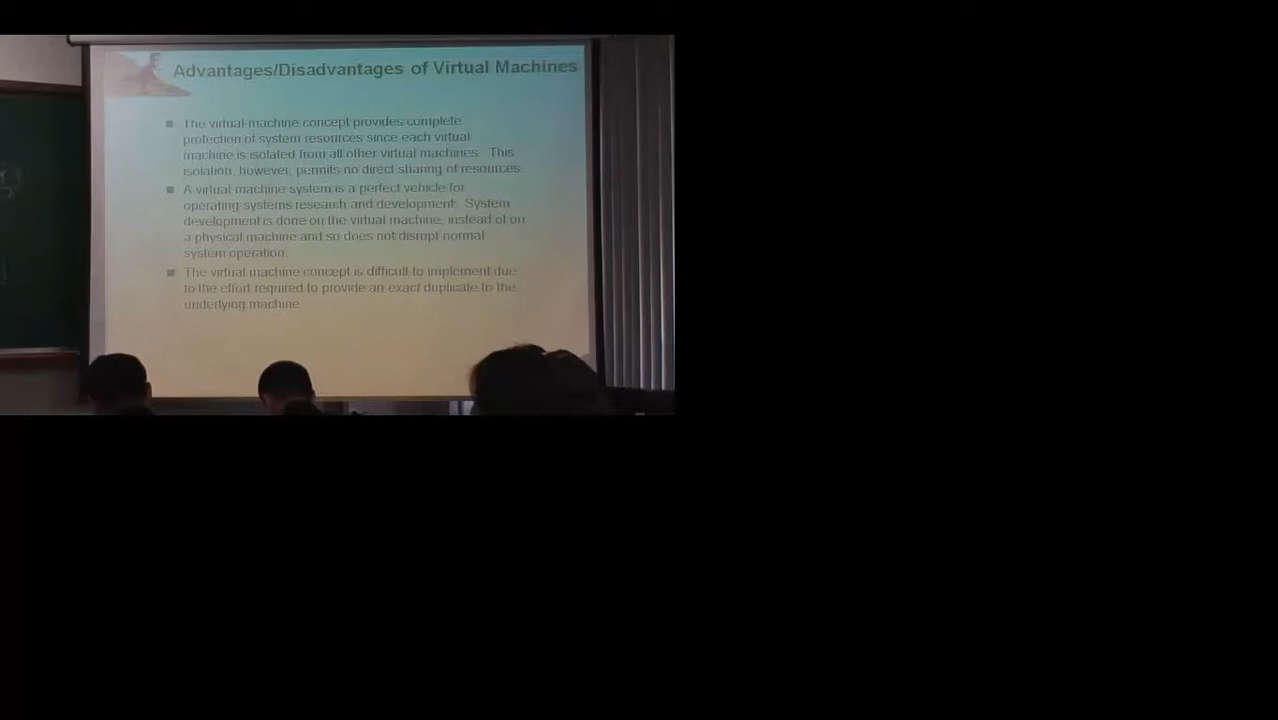 Advantages/Disadvantages of Virtual Machines
The virtual-machine concept provides complete
protection of system resources since each virtual
machine is isolated from all other virtual machines. This
isolation, however, permits no direct sharing of resources.
A virtual machine system is a perfect vehicle for
operating systems research and development. System
development is done on the virtual machine, instead of on
a physical machine and so does not disrupt normal
system operation.
The virtual machine concept is difficult to implement due
to the effort required to provide an exact duplicate to the
underlying machine